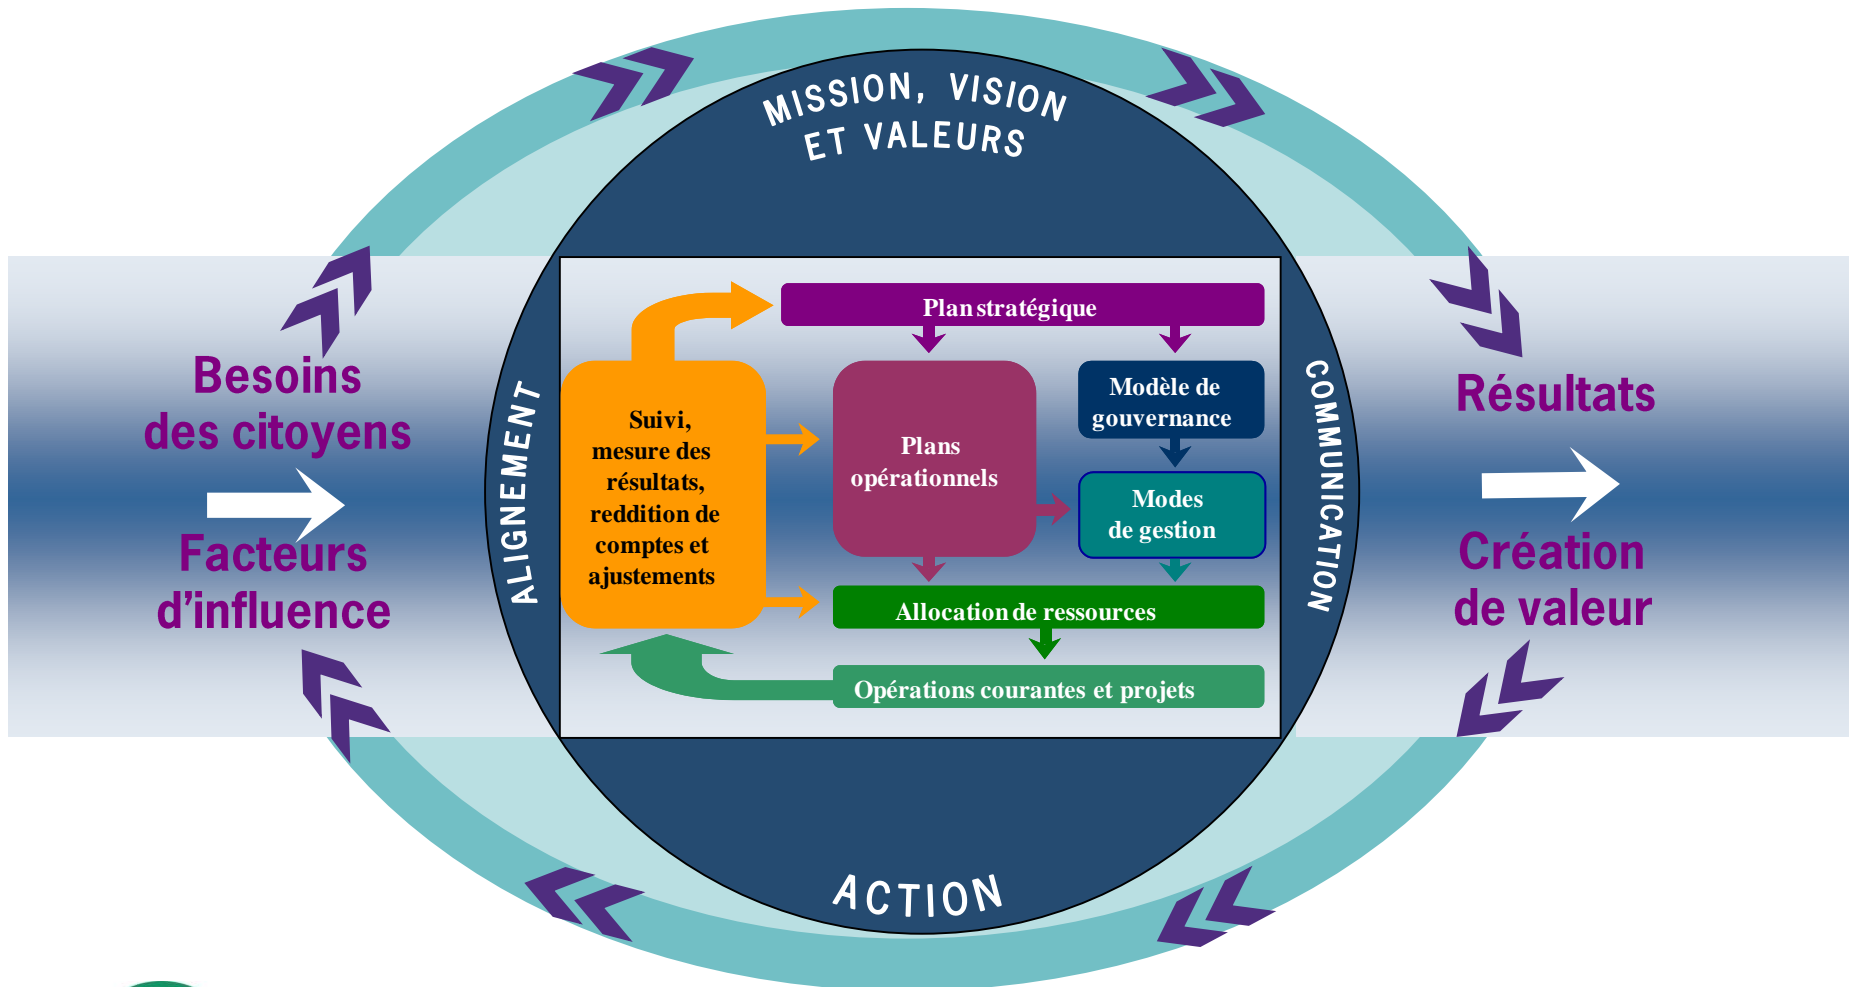 MISSION, VISION
ET VALEURS
Besoins
des citoyens
Facteurs
d'influence
ALIGNEMENT
Plan stratégique
Suivi,
mesure des
résultats,
reddition de
comptes et
ajustements
Plans
opérationnels
Modèle de
gouvernance
Modes
de gestion
Allocation de ressources
Opérations courantes et projets
COMMUNICATION
Résultats
Création
de valeur
ACTION